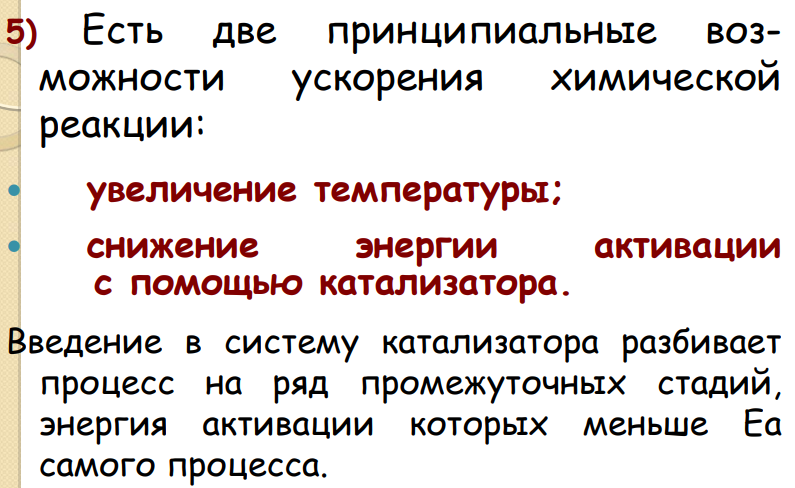 5) Есть две принципиальные воз-
можности ускорения химической
реакции:
• увеличение температуры;
• снижение энергии активации
с помощью катализатора.
Введение в систему катализатора разбивает
процесс на ряд промежуточных стадий,
энергия активации которых меньше Еа
самого процесса.